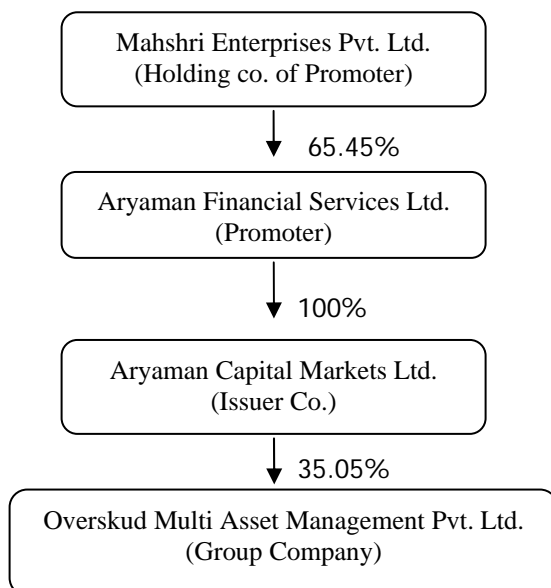 Mahshri Enterprises Pvt. Ltd.
(Holding co. of Promoter)
65.45%
Aryaman Financial Services Ltd.
(Promoter)
100%
Aryaman Capital Markets Ltd.
(Issuer Co.)
35.05%
Overskud Multi Asset Management Pvt. Ltd.
(Group Company)